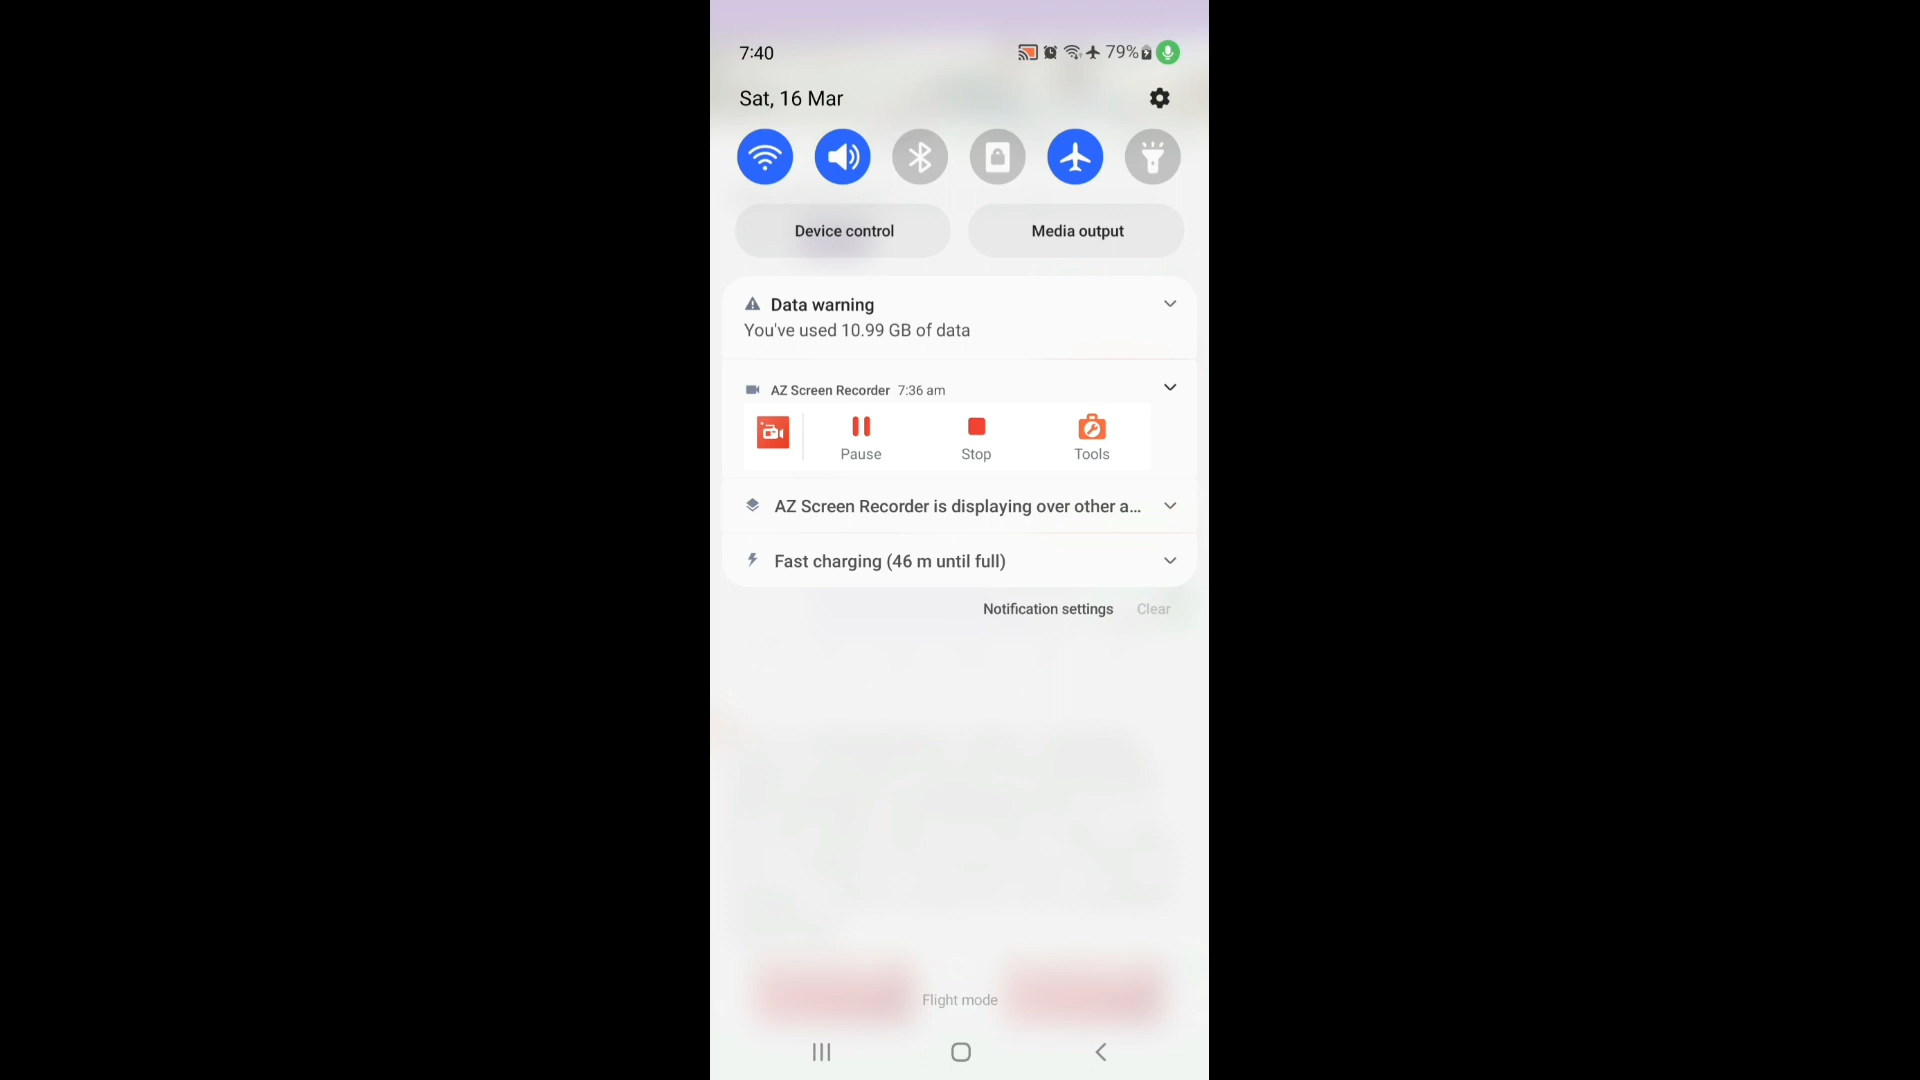 7:40
79%
Sat, 16 Mar
Device control
Media output
Data warning
You've used 10.99 GB of data
AZ Screen Recorder 7:36 am
Pause
Stop
Tools
AZ Screen Recorder is displaying over other a...
Fast charging (46 m until full)
Notification settings
Clear
Flight mode